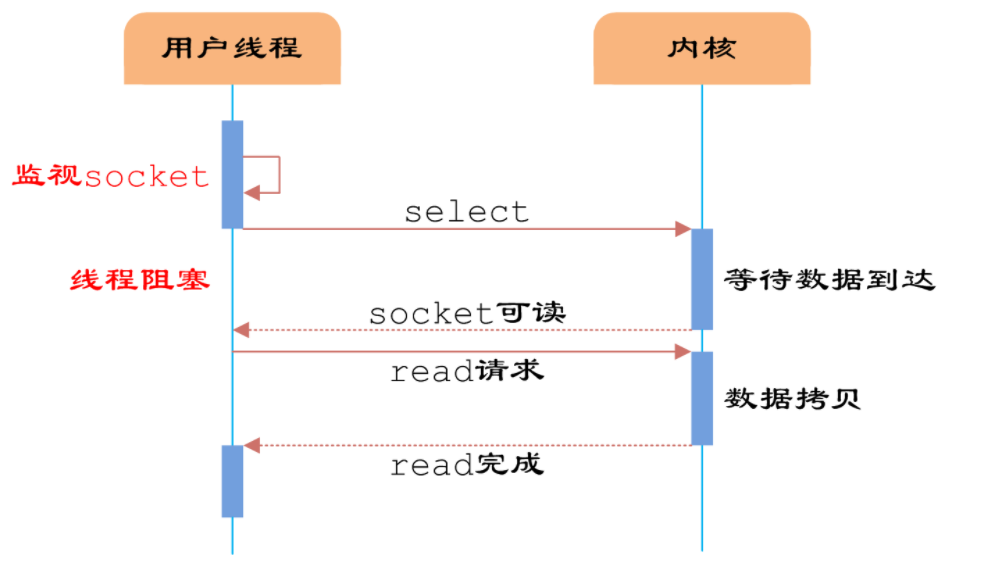 用户线程
内核
监视socket
select
线程阻塞
等待数据到达
socket可读
read请求
数据拷贝
read完成